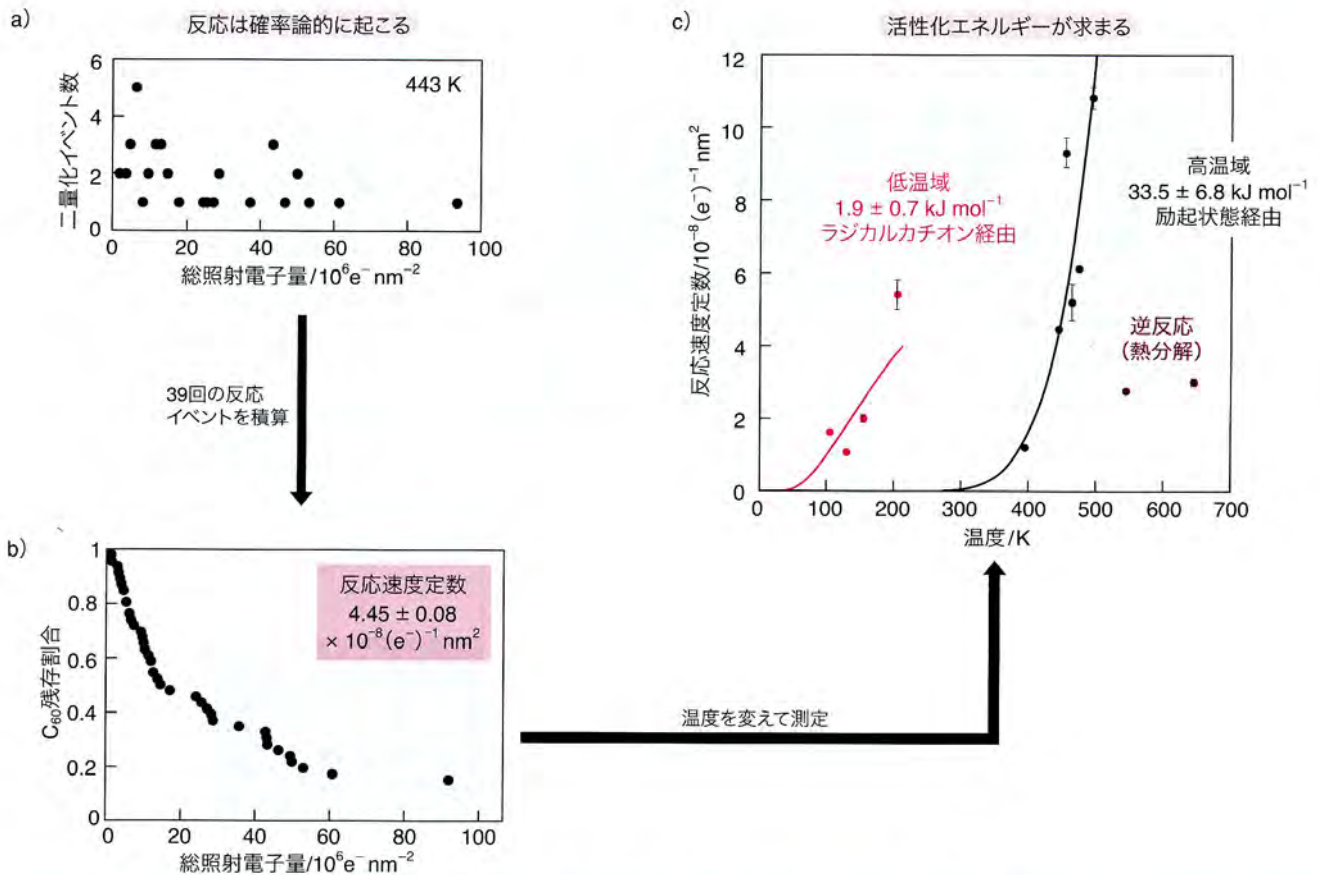 a)
反応は確率論的に起こる
6
4
2
0
二量化イベント数
443 K
0
20
40
60
80
100
総照射電子量/10⁶e⁻ nm⁻²
39回の反応
イベントを積算
b)
1
0.8
0.6
0.4
0.2
0
C₆₀残存割合
反応速度定数
4.45 ± 0.08
× 10⁻⁸(e⁻)⁻¹ nm²
0
20
40
60
80
100
総照射電子量/10⁶e⁻ nm⁻²
温度を変えて測定
c)
活性化エネルギーが求まる
12
10
8
6
4
2
0
反応速度定数/10⁻⁸(e⁻)⁻¹ nm²
低温域
1.9 ± 0.7 kJ mol⁻¹
ラジカルカチオン経由
高温域
33.5 ± 6.8 kJ mol⁻¹
励起状態経由
逆反応
(熱分解)
0
100
200
300
400
500
600
700
温度/K